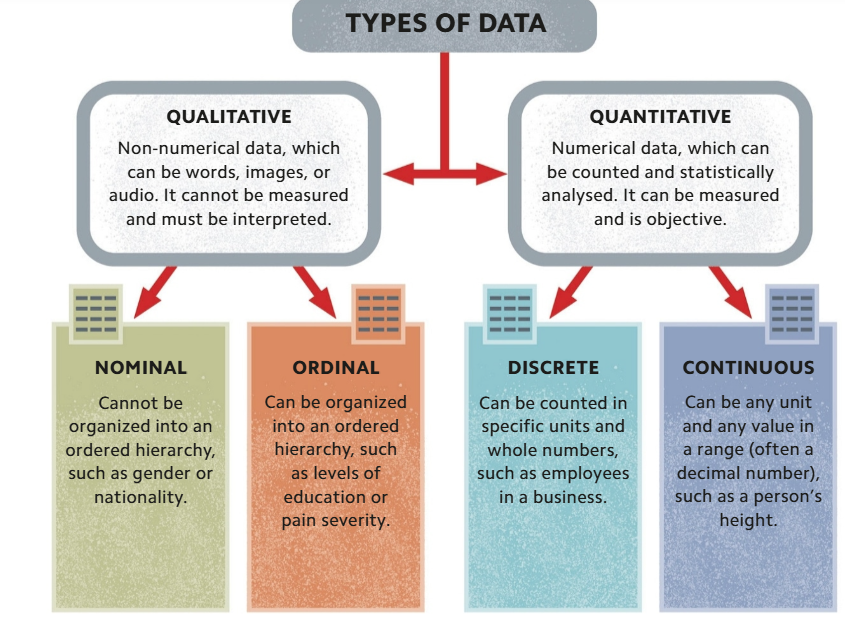 TYPES OF DATA
QUALITATIVE
Non-numerical data, which
can be words, images, or
audio. It cannot be measured
and must be interpreted.
QUANTITATIVE
Numerical data, which can
be counted and statistically
analysed. It can be measured
and is objective.
NOMINAL
Cannot be
organized into an
ordered hierarchy,
such as gender or
nationality.
ORDINAL
Can be organized
into an ordered
hierarchy, such
as levels of
education or
pain severity.
DISCRETE
Can be counted in
specific units and
whole numbers,
such as employees
in a business.
CONTINUOUS
Can be any unit
and any value in
a range (often a
decimal number),
such as a person's
height.